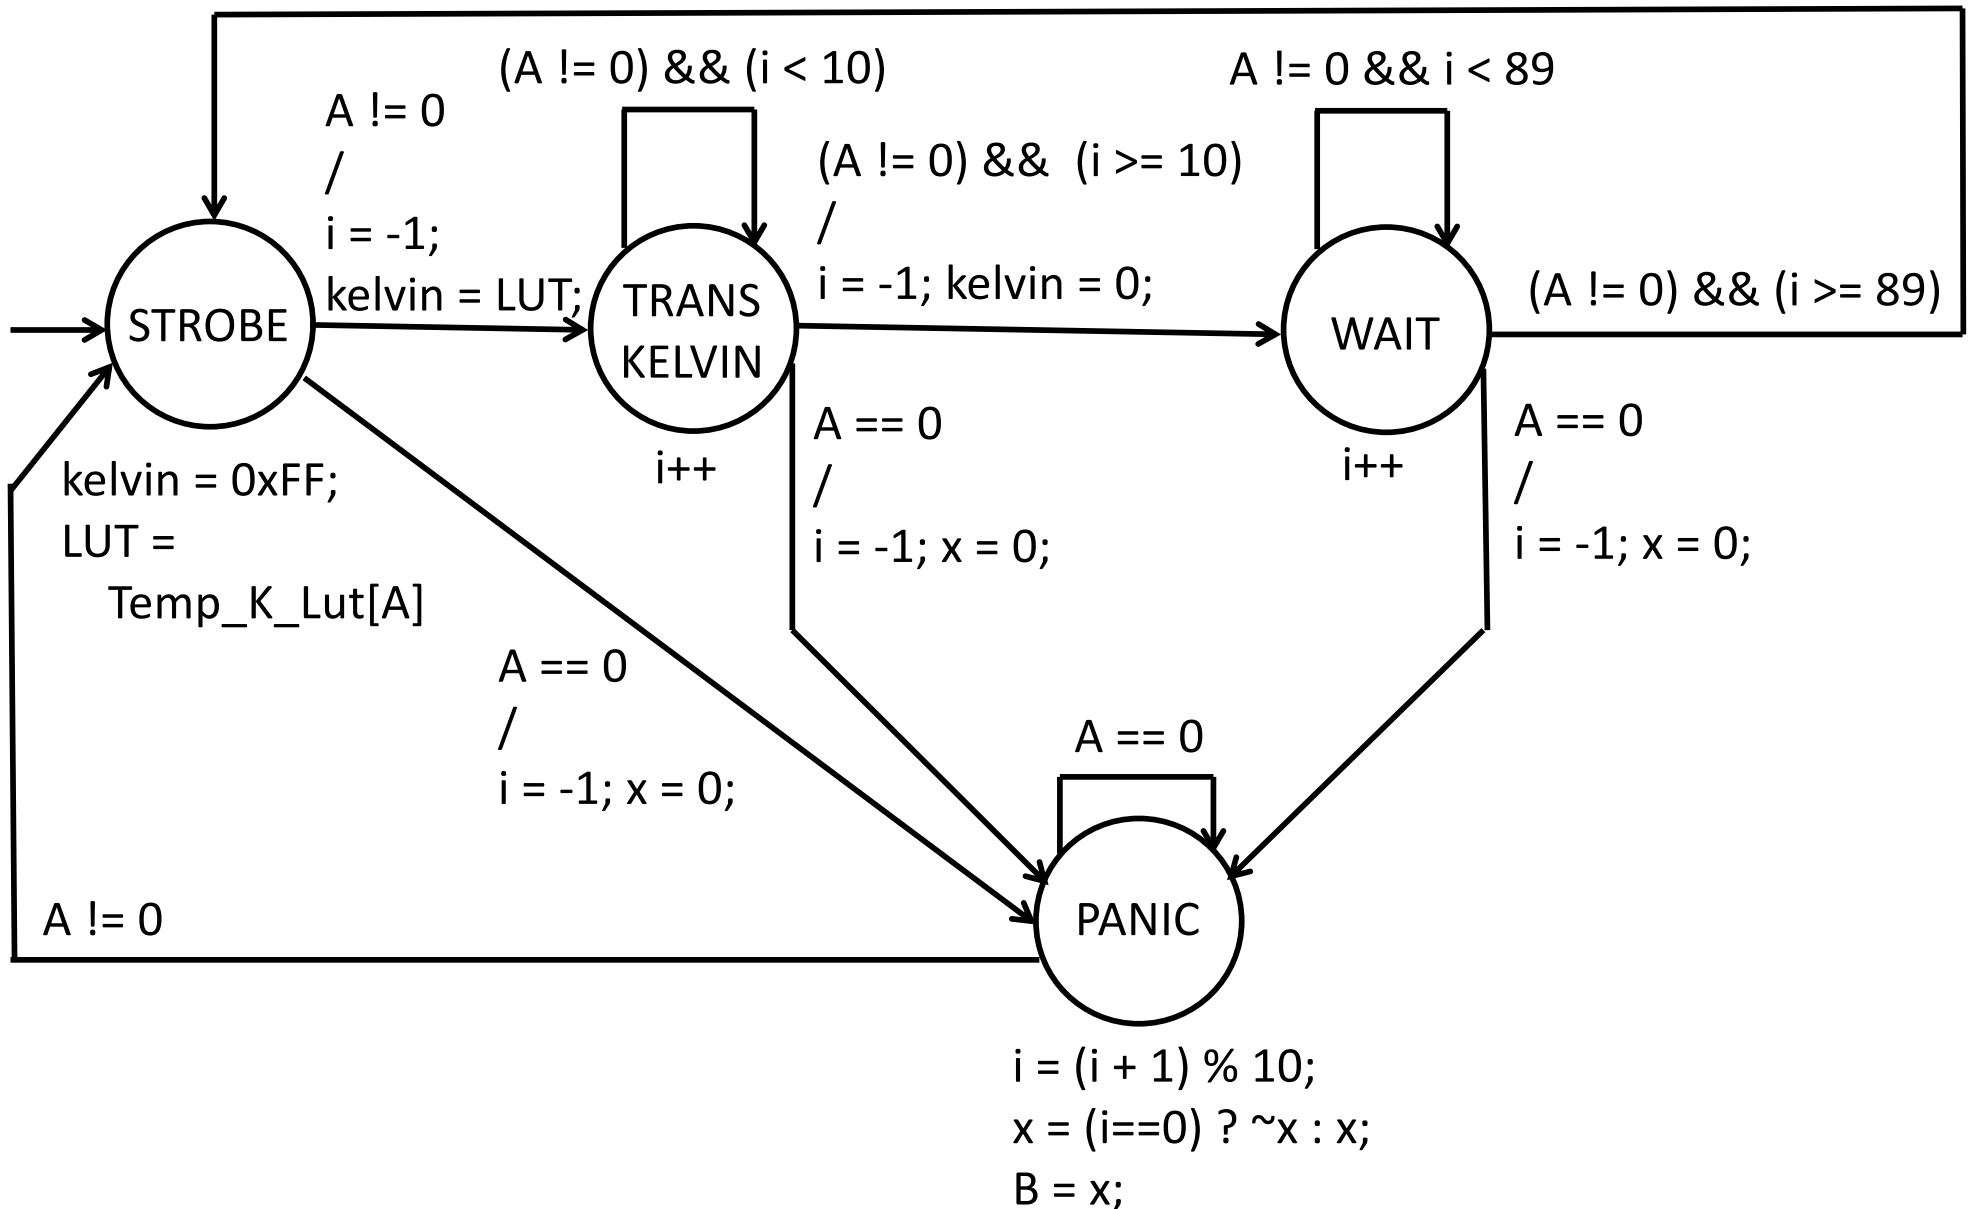 (A != 0) && (i < 10)
A != 0 && i < 89
A != 0
/
i = -1;
kelvin = LUT;
(A != 0) &&  (i >= 10)
/
i = -1; kelvin = 0;
(A != 0) && (i >= 89)
STROBE
TRANS
KELVIN
WAIT
kelvin = 0xFF;
LUT =
Temp_K_Lut[A]
i++
A == 0
/
i = -1; x = 0;
i++
A == 0
/
i = -1; x = 0;
A == 0
/
i = -1; x = 0;
A == 0
A != 0
PANIC
i = (i + 1) % 10;
x = (i==0) ? ~x : x;
B = x;